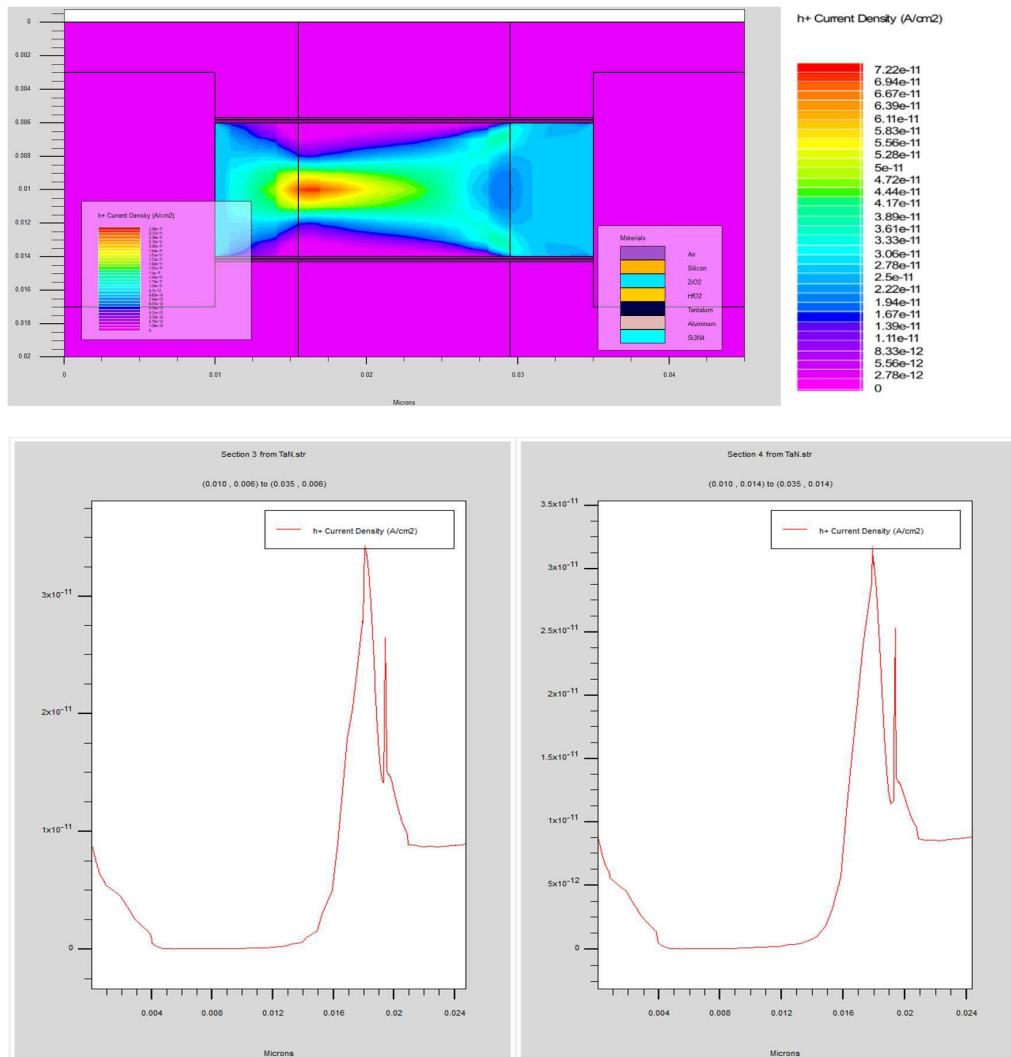 h+ Current Density (A/cm2)
7.22e-11
6.94e-11
6.67e-11
6.39e-11
6.11e-11
5.83e-11
5.56e-11
5.28e-11
5e-11
4.72e-11
4.44e-11
4.17e-11
3.89e-11
3.61e-11
3.33e-11
3.06e-11
2.78e-11
2.5e-11
2.22e-11
1.94e-11
1.67e-11
1.39e-11
1.11e-11
8.33e-12
5.56e-12
2.78e-12
0
0
0.002
0.004
0.006
0.008
0.01
0.012
0.014
0.016
0.018
0.02
h+ Current Density (A/cm2)
0
Materials
Air
Silicon
ZrO2
HfO2
Tantalum
Aluminum
Si3N4
0 0.01 0.02 0.03 0.04
Microns
Section 3 from TaN.str
(0.010 , 0.006) to (0.035 , 0.006)
h+ Current Density (A/cm2)
3x10-11
2x10-11
1x10-11
0
0.004 0.008 0.012 0.016 0.02 0.024
Microns
Section 4 from TaN.str
(0.010 , 0.014) to (0.035 , 0.014)
h+ Current Density (A/cm2)
3.5x10-11
3x10-11
2.5x10-11
2x10-11
1.5x10-11
1x10-11
5x10-12
0
0.004 0.008 0.012 0.016 0.02 0.024
Microns